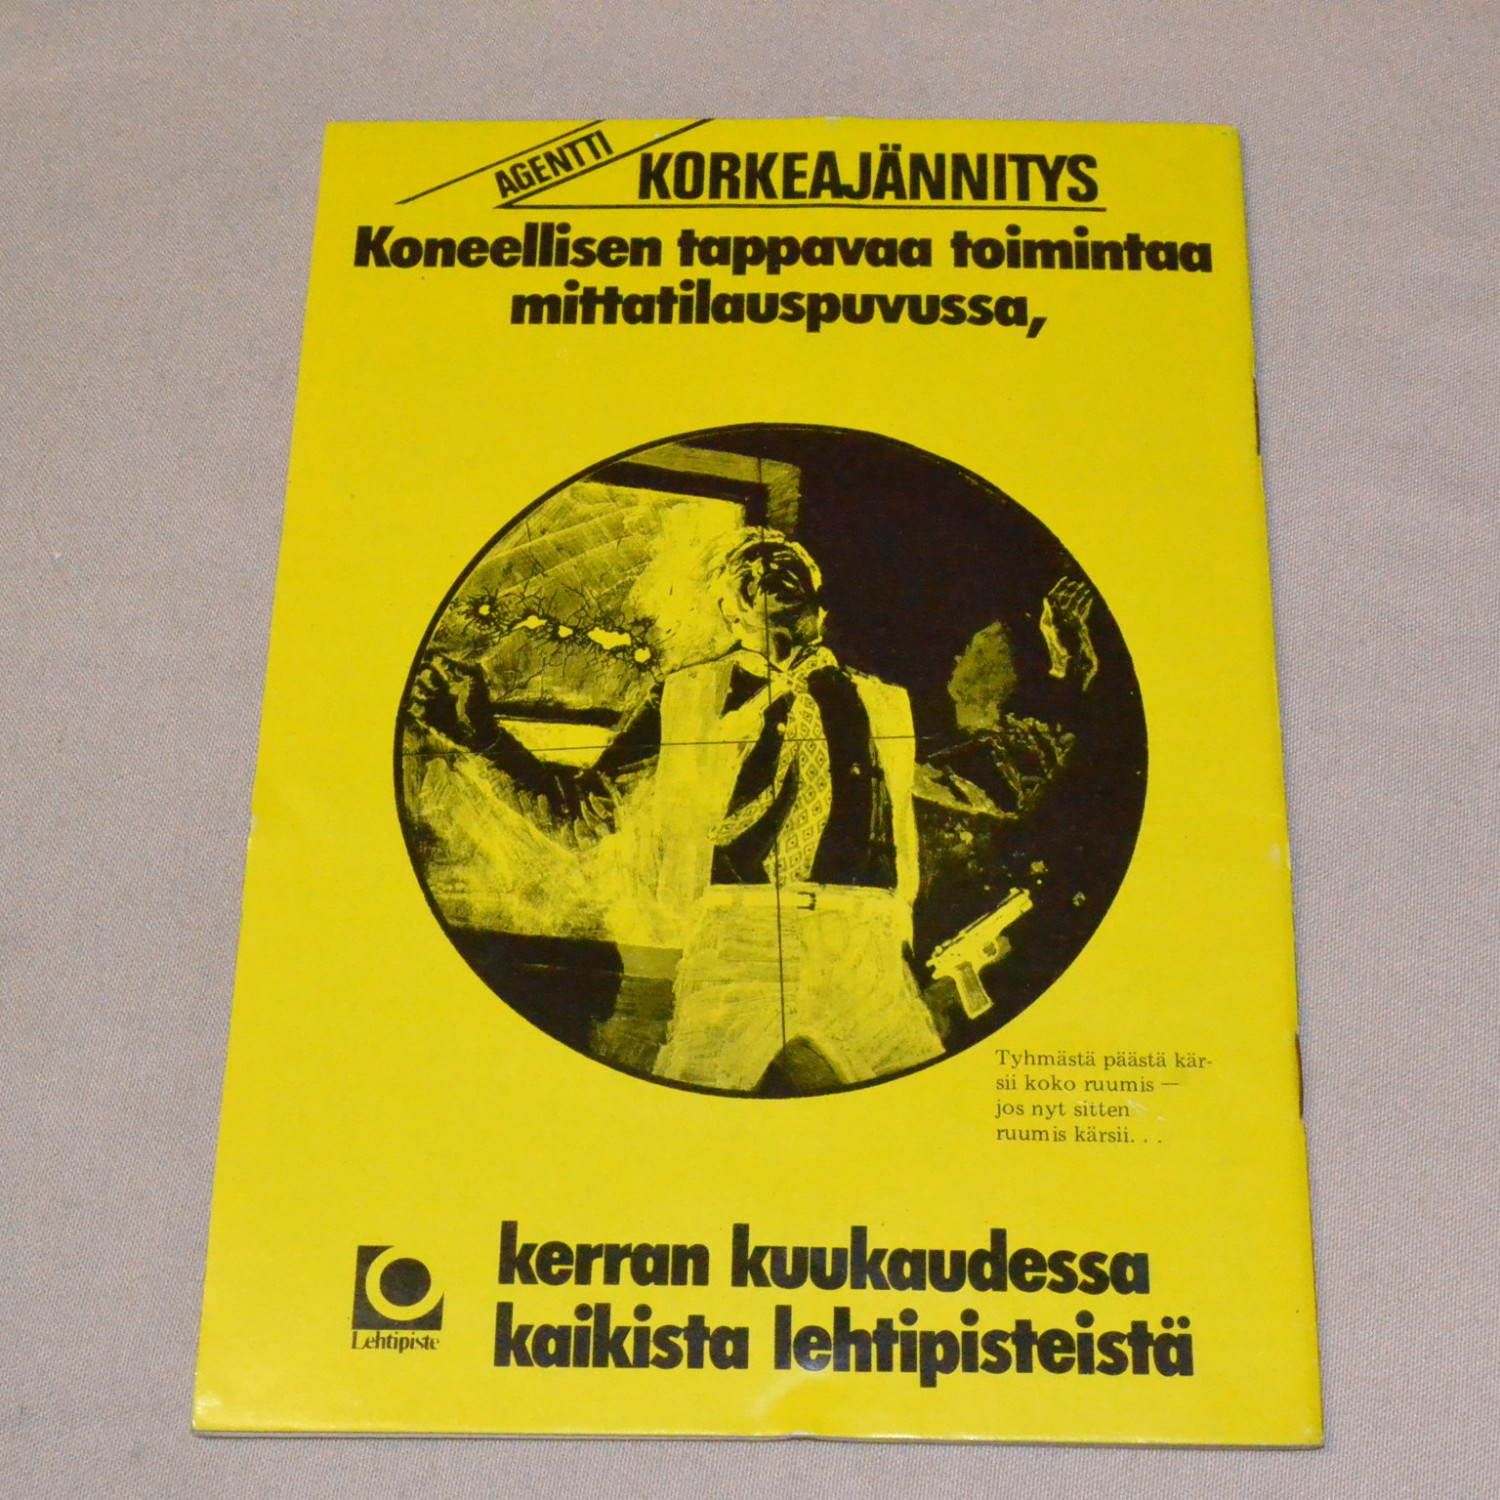 AGENTTI
KORKEAJÄNNITYS
Koneellisen tappavaa toimintaa
mittatilauspuvussa,
Tyhmästä päästä kär-
sii koko ruumis —
jos nyt sitten
ruumis kärsii. . .
kerran kuukaudessa
kaikista lehtipisteistä
Lehtipiste